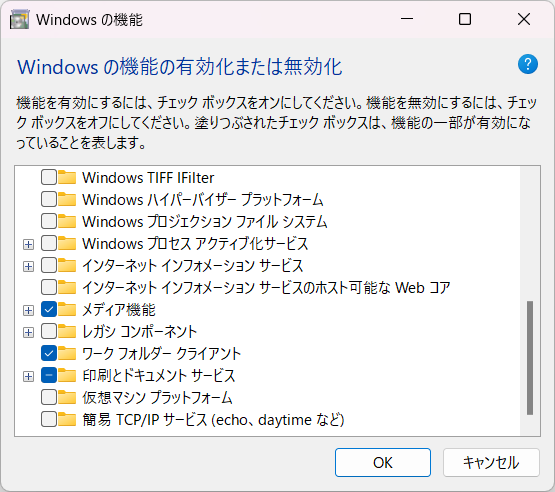 Windows の機能
Windows の機能の有効化または無効化
機能を有効にするには、チェック ボックスをオンにしてください。機能を無効にするには、チェッ
ク ボックスをオフにしてください。塗りつぶされたチェック ボックスは、機能の一部が有効にな
っていることを表します。
Windows TIFF IFilter
Windows ハイパーバイザー プラットフォーム
Windows プロジェクション ファイル システム
Windows プロセス アクティブ化サービス
インターネット インフォメーション サービス
インターネット インフォメーション サービスのホスト可能な Web コア
メディア機能
レガシ コンポーネント
ワーク フォルダー クライアント
印刷とドキュメント サービス
仮想マシン プラットフォーム
簡易 TCP/IP サービス (echo、daytime など)
OK
キャンセル